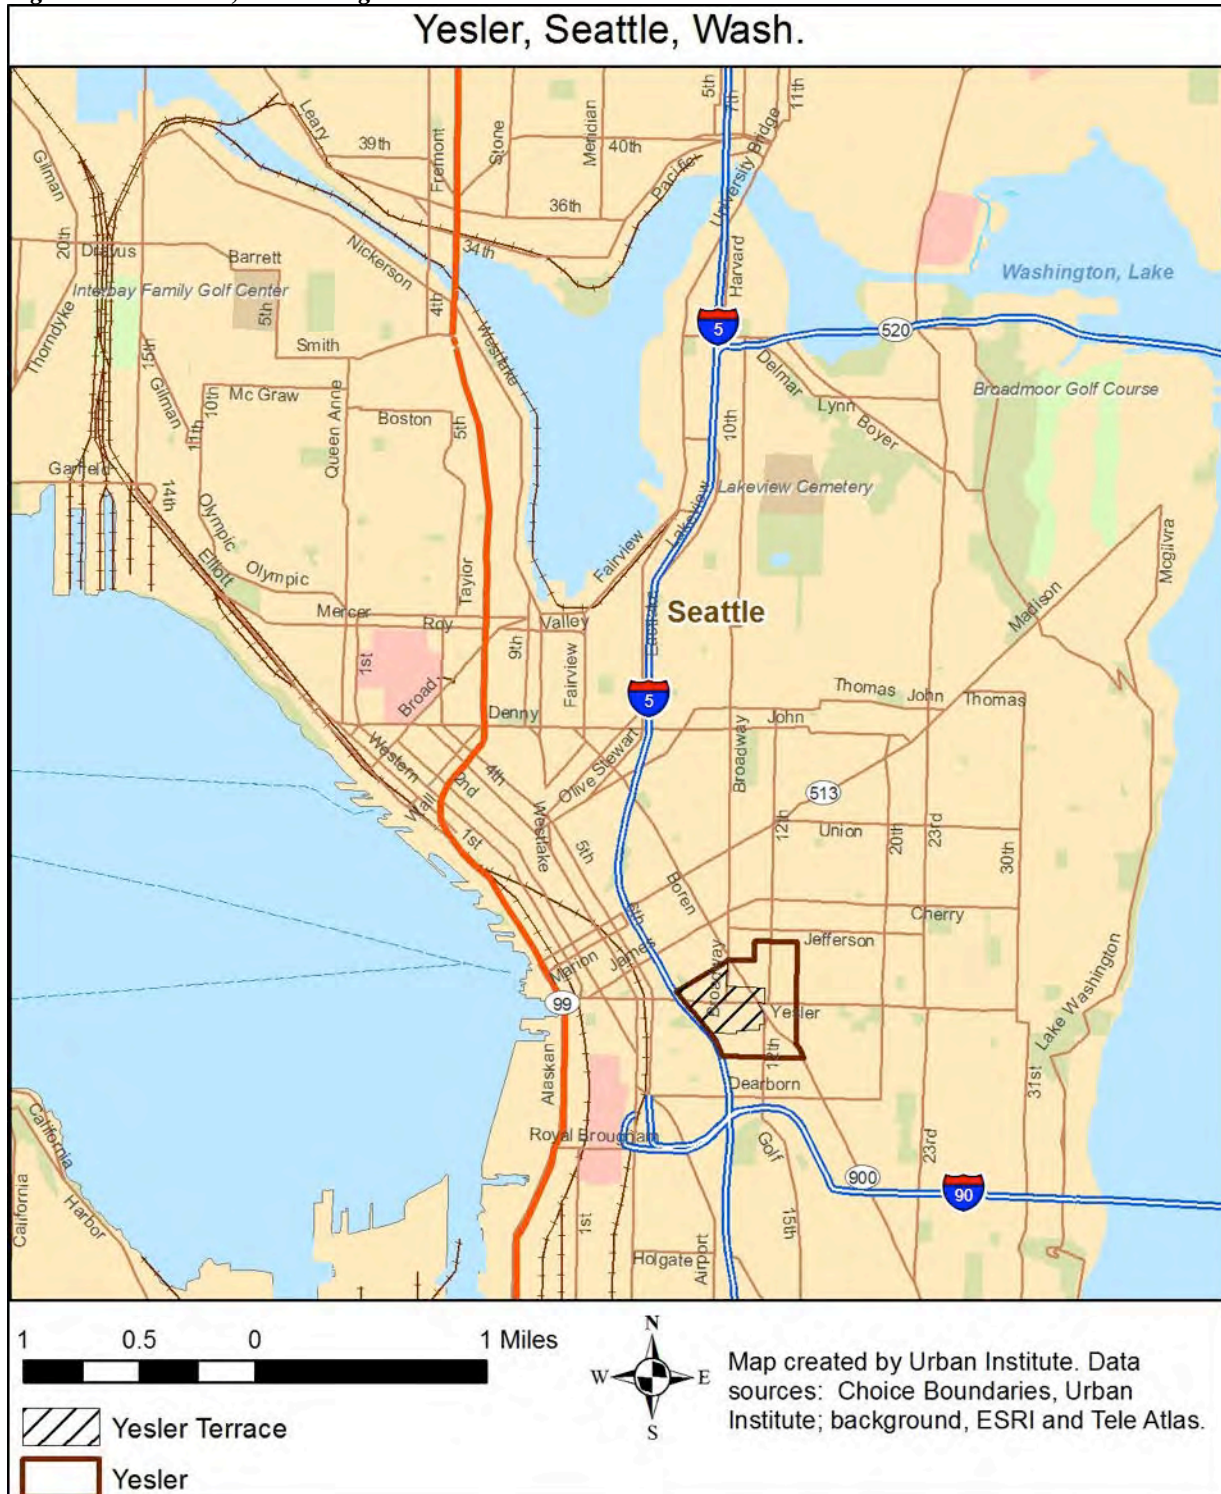 Yesler, Seattle, Wash.
5th
7th
11th
Leary
39th
Fremont
Stone
Meridian
40th
Pacific
University Bridge
Gilman
36th
20th
Dravus
Barrett
Nickerson
34th
Harvard
Washington, Lake
Interbay Family Golf Center
5th
4th
Thorndyke
15th
Smith
Westlake
5
520
Delmar
Gilman
10th
Mc Graw
Queen Anne
Boston
5th
10th
Lynn
Boyer
Broadmoor Golf Course
11th
Garfield
14th
Lakeview Cemetery
Olympic
Lakeview
Fairview
Mcgilvra
Elliott
Olympic
Taylor
Mercer
Roy
Valley
Seattle
Eastlake
Madison
1st
9th
Fairview
Broad
5
Thomas
John
Thomas
Denny
John
Western
2nd
4th
Olive Stewart
Broadway
Wall
1st
Westlake
5th
513
12th
Union
20th
23rd
30th
Boren
6th
Cherry
Marion
James
Jefferson
Broadway
99
Yesler
Lake Washington
Alaskan
12th
Dearborn
31st
California
Royal Brougham
Golf
23rd
900
90
California
Harbor
1st
15th
Holgate
Airport
1 0.5 0 1 Miles
N
W E
S
Map created by Urban Institute. Data
sources: Choice Boundaries, Urban
Institute; background, ESRI and Tele Atlas.
Yesler Terrace
Yesler